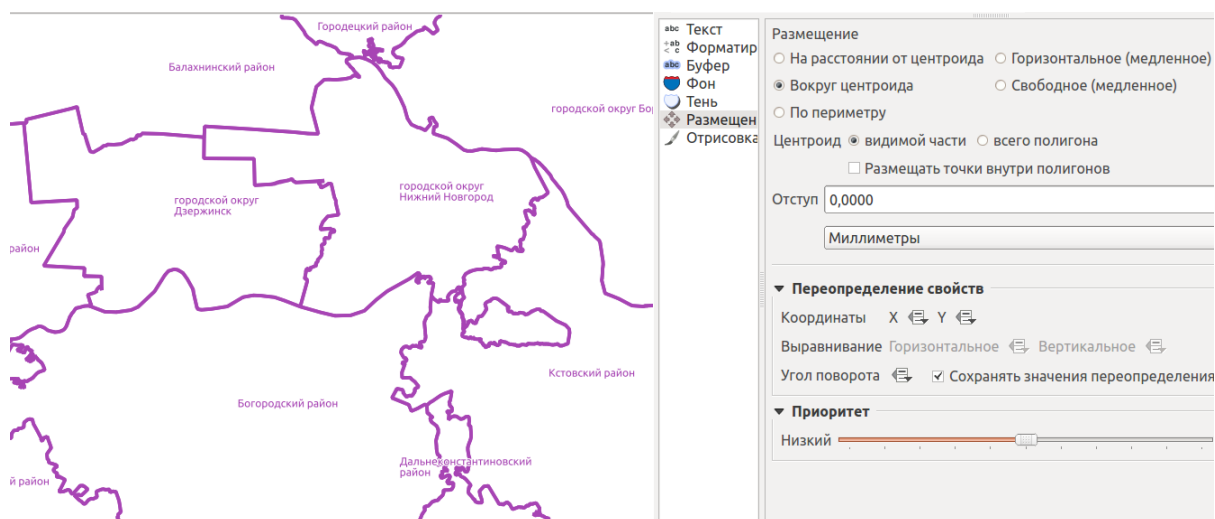 Городецкий район
Балахнинский район
городской округ Бор
городской округ
Нижний Новгород
городской округ
Дзержинск
район
Кстовский район
Богородский район
Дальнеконстантиновский
район
й район
abc Текст
+ab < c Форматир
abc Буфер
Фон
Тень
Размещен
Отрисовка
Размещение
На расстоянии от центроида Горизонтальное (медленное)
Вокруг центроида Свободное (медленное)
По периметру
Центроид видимой части всего полигона
Размещать точки внутри полигонов
Отступ 0,0000
Миллиметры
Переопределение свойств
Координаты X Y
Выравнивание Горизонтальное Вертикальное
Угол поворота Сохранять значения переопределения
Приоритет
Низкий